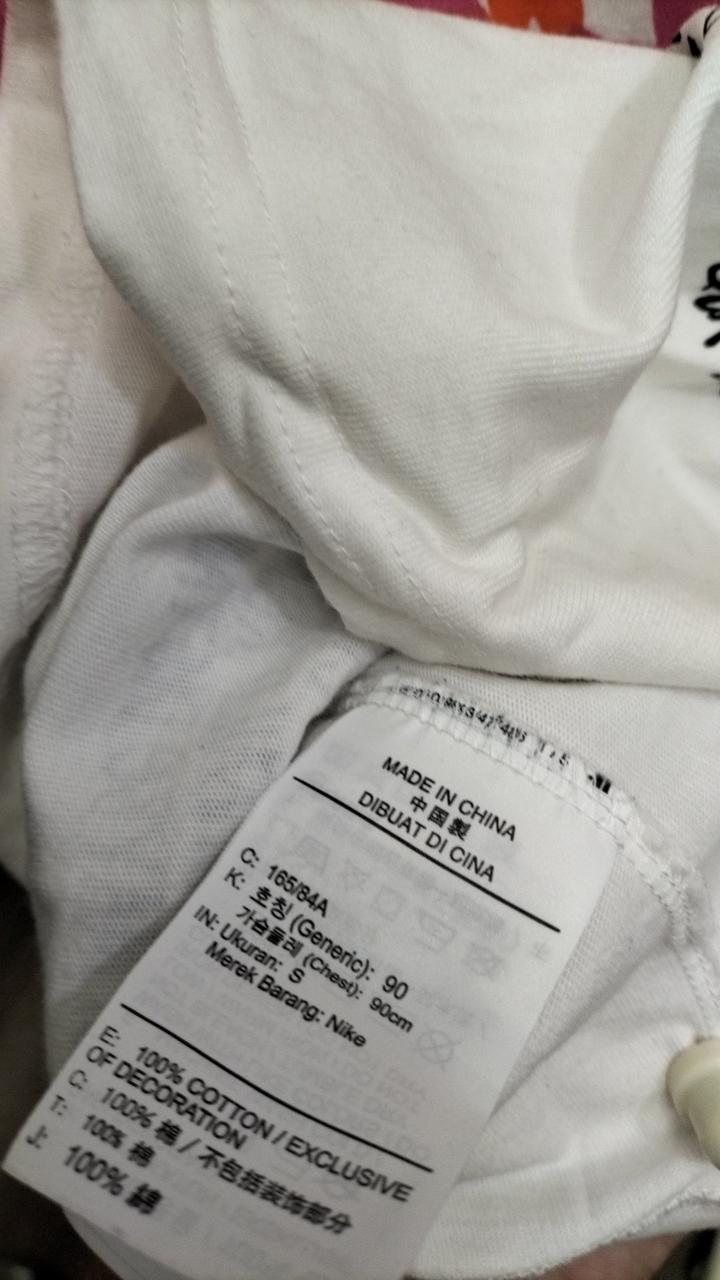 MADE IN CHINA
中国製
DIBUAT DI CINA
C: 165/84A
K: 호칭 (Generic): 90
가슴둘레 (Chest): 90cm
IN: Ukuran: S
Merek Barang: Nike
E: 100% COTTON / EXCLUSIVE
OF DECORATION
C: 100% 棉 / 不包括装饰部分
T: 100% 棉
J: 100% 綿